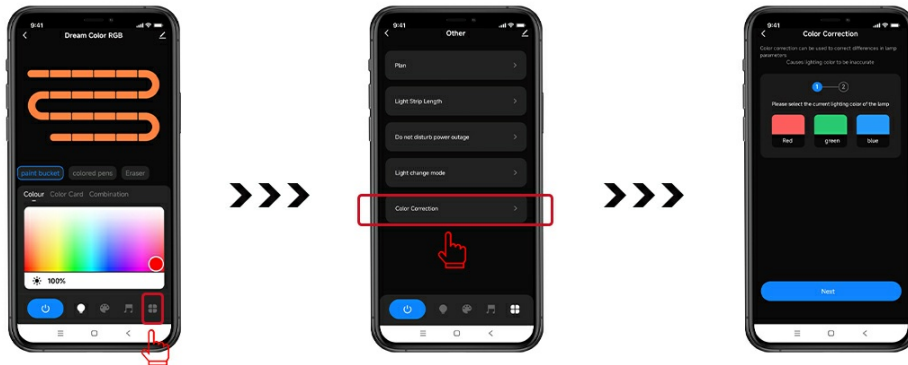 9:41
Dream Color RGB
paint bucket
colored pens
Eraser
Colour
Color Card
Combination
100%
9:41
Other
Plan
Light Strip Length
Do not disturb power outage
Light change mode
Color Correction
9:41
Color Correction
Color correction can be used to correct differences in lamp
parameters
Causes lighting color to be inaccurate
1
2
Please select the current lighting color of the lamp
Red
green
blue
Next